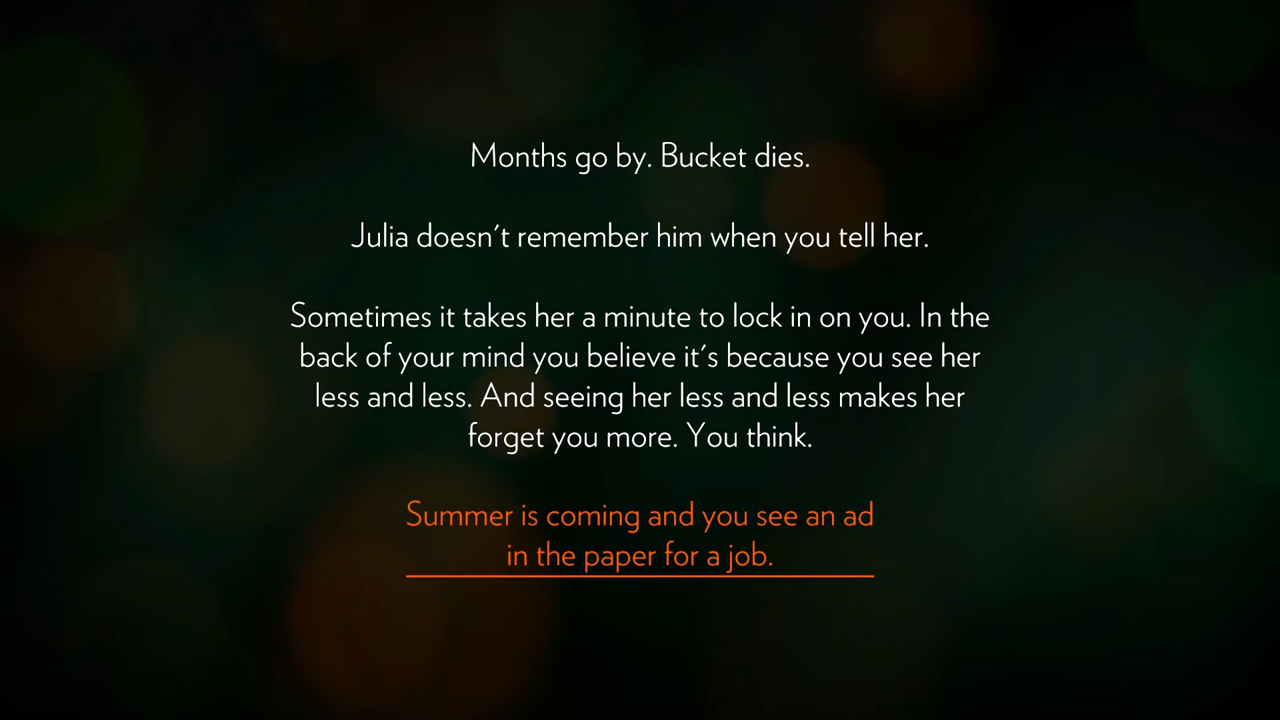 Months go by. Bucket dies.
Julia doesn't remember him when you tell her.
Sometimes it takes her a minute to lock in on you. In the
back of your mind you believe it's because you see her
less and less. And seeing her less and less makes her
forget you more. You think.
Summer is coming and you see an ad
in the paper for a job.